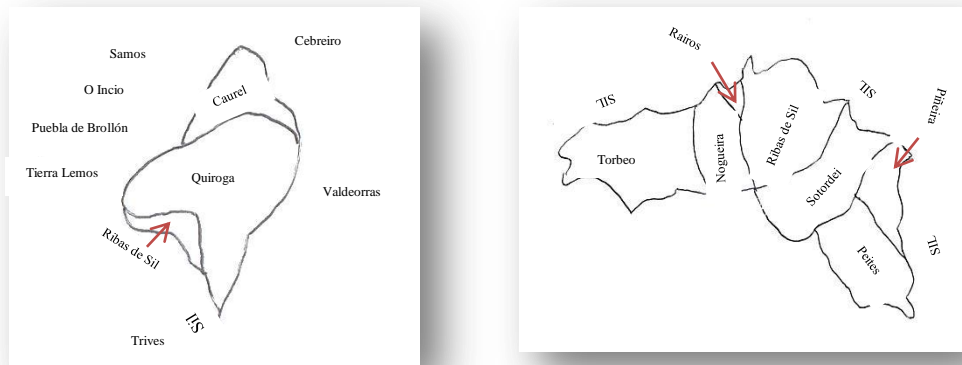 Cebreiro
Samos
O Incio
Caurel
Puebla de Brollón
Tierra Lemos
Quiroga
Valdeorras
Ribas de Sil
Sil
Trives
Rairos
SIL
SIL
Piñeira
Torbeo
Nogueira
Ribas de Sil
Sotordei
SIL
Peites